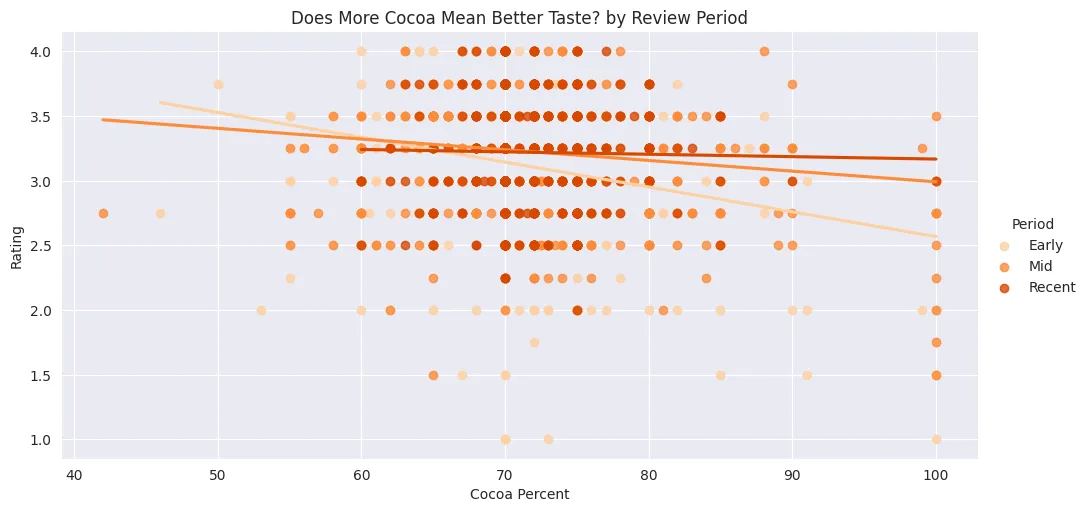 Does More Cocoa Mean Better Taste? by Review Period
4.0
3.5
3.0
2.5
2.0
1.5
1.0
Rating
40
50
60
70
80
90
100
Cocoa Percent
Period
Early
Mid
Recent